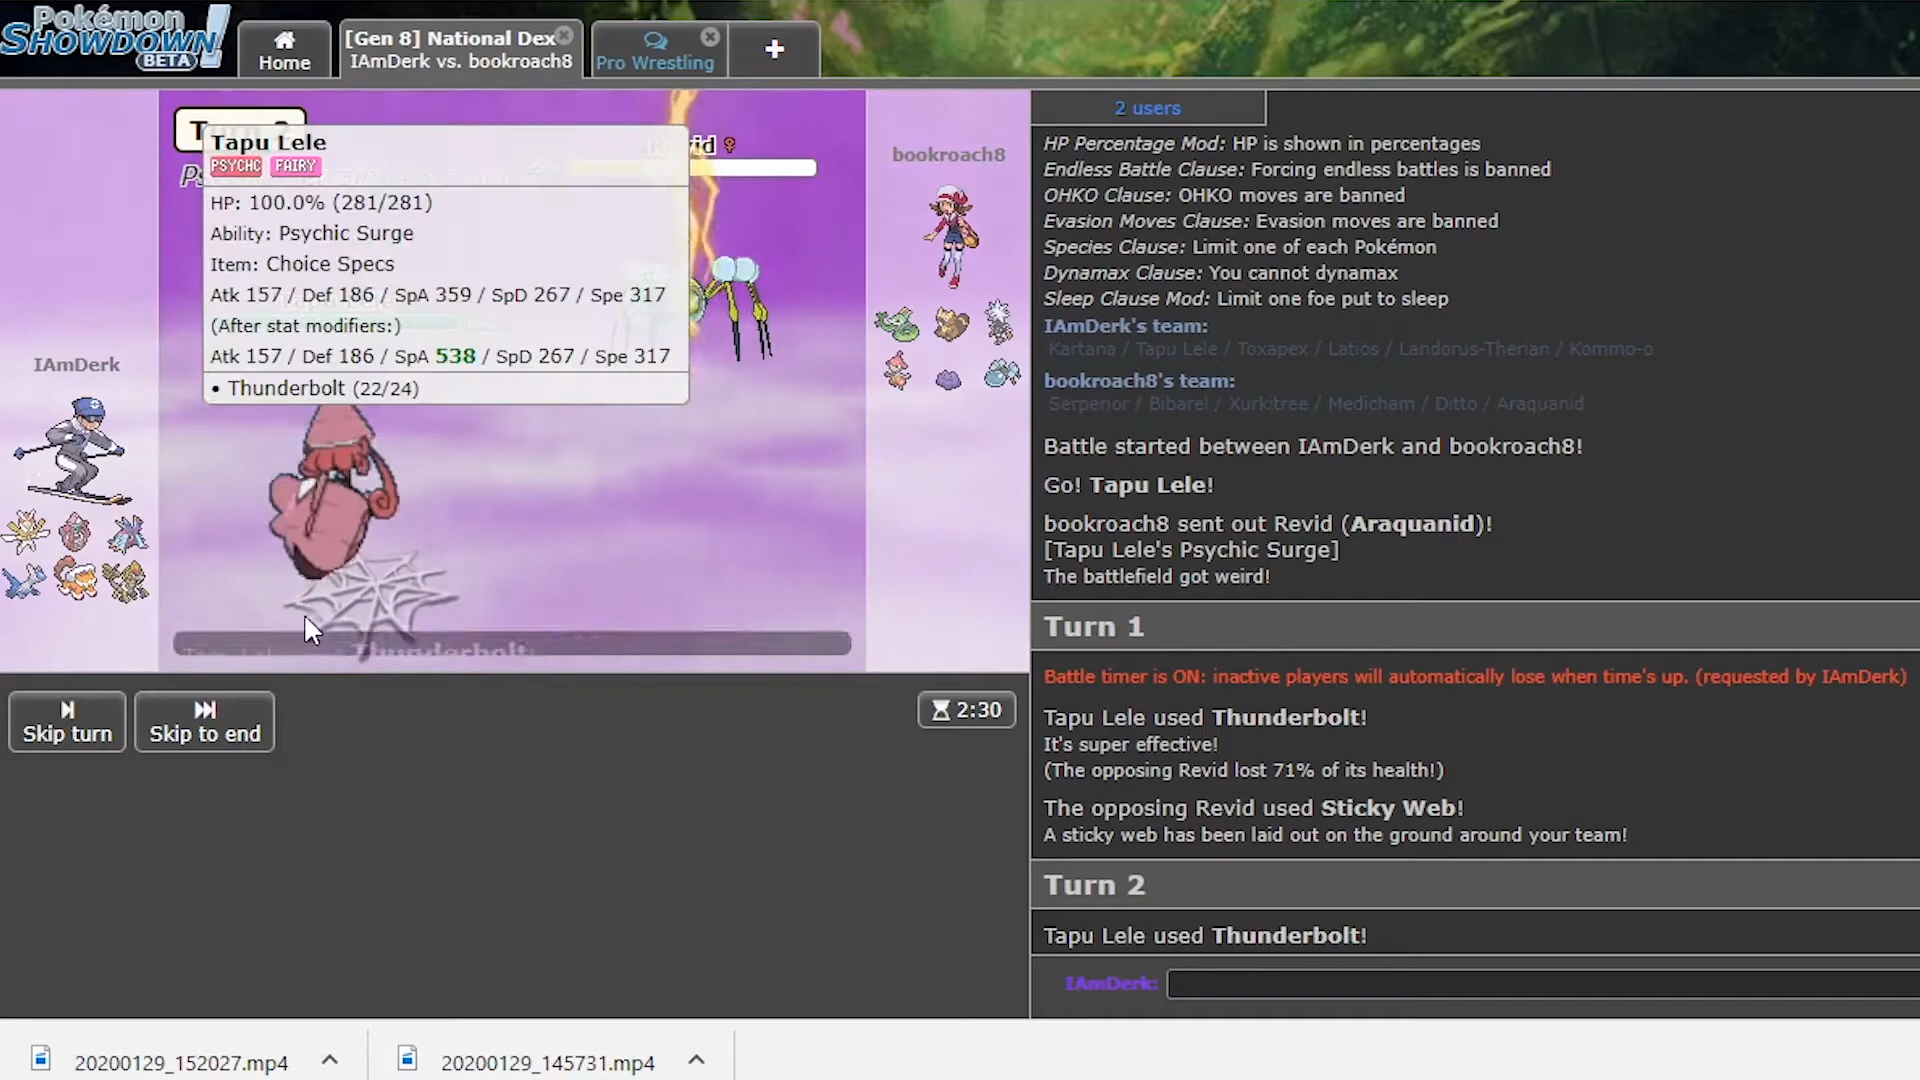 Pokémon
SHOWDOWN!
BETA
Home
[Gen 8] National Dex
IAmDerk vs. bookroach8
Pro Wrestling
2 users
Tapu Lele
PSYCHC FAIRY
HP: 100.0% (281/281)
Ability: Psychic Surge
Item: Choice Specs
Atk 157 / Def 186 / SpA 359 / SpD 267 / Spe 317
(After stat modifiers:)
Atk 157 / Def 186 / SpA 538 / SpD 267 / Spe 317
• Thunderbolt (22/24)
bookroach8
IAmDerk
Thunderbolt!
Skip turn
Skip to end
2:30
HP Percentage Mod: HP is shown in percentages
Endless Battle Clause: Forcing endless battles is banned
OHKO Clause: OHKO moves are banned
Evasion Moves Clause: Evasion moves are banned
Species Clause: Limit one of each Pokémon
Dynamax Clause: You cannot dynamax
Sleep Clause Mod: Limit one foe put to sleep
IAmDerk's team:
Kartana / Tapu Lele / Toxapex / Latios / Landorus-Therian / Kommo-o
bookroach8's team:
Serperior / Bibarel / Xurkitree / Medicham / Ditto / Araquanid
Battle started between IAmDerk and bookroach8!
Go! Tapu Lele!
bookroach8 sent out Revid (Araquanid)!
[Tapu Lele's Psychic Surge]
The battlefield got weird!
Turn 1
Battle timer is ON: inactive players will automatically lose when time's up. (requested by IAmDerk)
Tapu Lele used Thunderbolt!
It's super effective!
(The opposing Revid lost 71% of its health!)
The opposing Revid used Sticky Web!
A sticky web has been laid out on the ground around your team!
Turn 2
Tapu Lele used Thunderbolt!
IAmDerk:
20200129_152027.mp4
20200129_145731.mp4